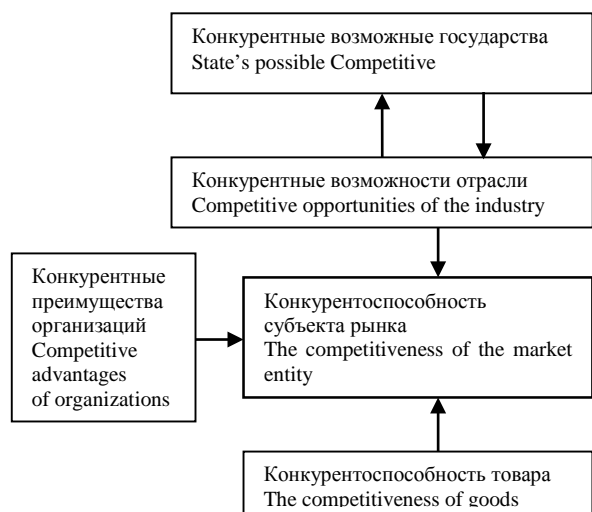 Конкурентные возможные государства
State’s possible Competitive
Конкурентные возможности отрасли
Competitive opportunities of the industry
Конкурентные
преимущества
организаций
Competitive
advantages
of organizations
Конкурентоспособность
субъекта рынка
The competitiveness of the market
entity
Конкурентоспособность товара
The competitiveness of goods